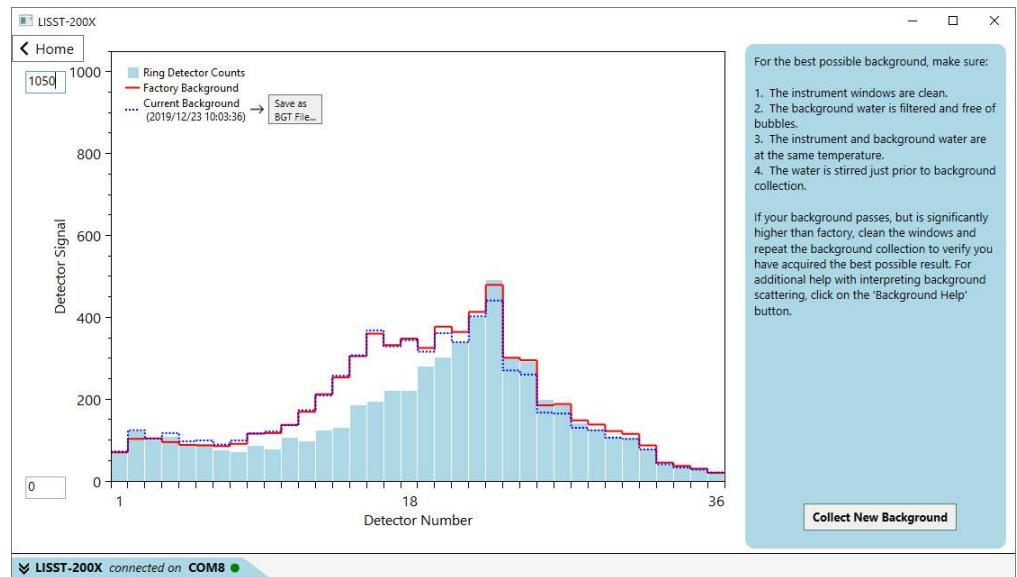 LISST-200X
Home
1050
1000
800
600
400
200
0
0
Detector Signal
Ring Detector Counts
Factory Background
Current Background
(2019/12/23 10:03:36)
Save as
BGT File...
1
18
36
Detector Number
For the best possible background, make sure:
1. The instrument windows are clean.
2. The background water is filtered and free of
bubbles.
3. The instrument and background water are
at the same temperature.
4. The water is stirred just prior to background
collection.
If your background passes, but is significantly
higher than factory, clean the windows and
repeat the background collection to verify you
have acquired the best possible result. For
additional help with interpreting background
scattering, click on the 'Background Help'
button.
Collect New Background
LISST-200X connected on COM8